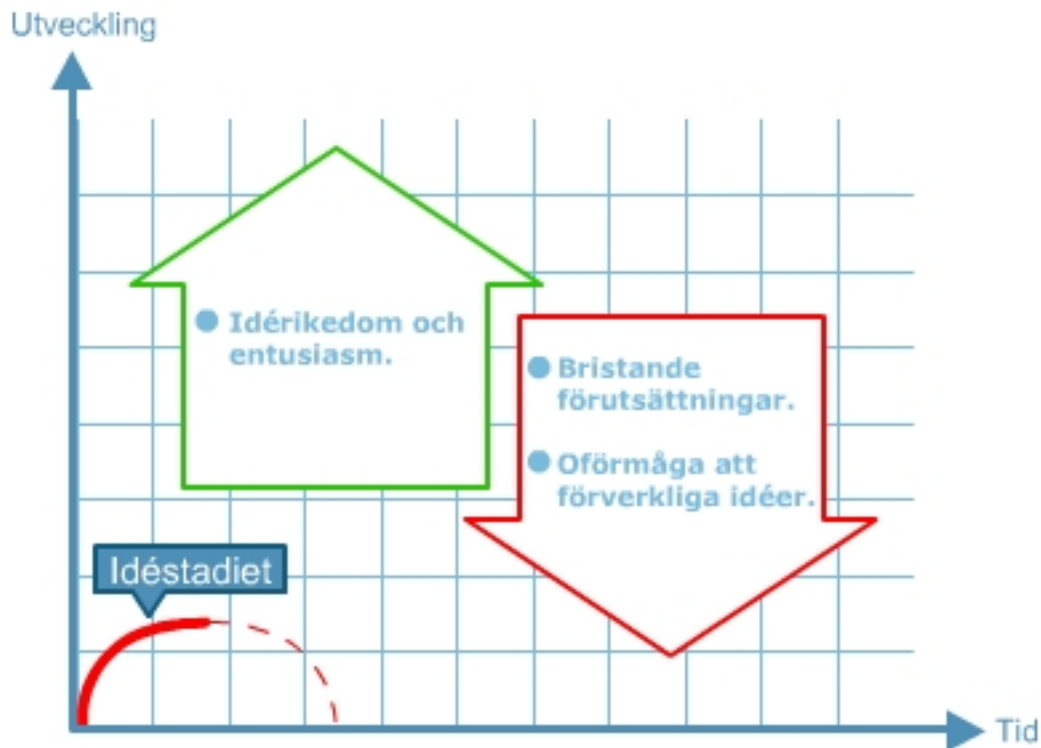 Utveckling
● Idérikedom och
entusiasm.
● Bristande
förutsättningar.
● Oförmåga att
förverkliga idéer.
Idéstadiet
Tid